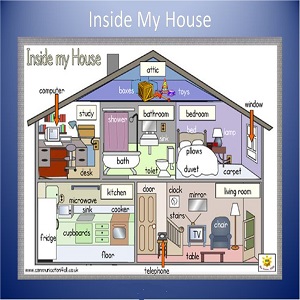 Inside My House
Inside my House
attic
boxes
toys
computer
window
study
shower
bathroom
bedroom
sink
bed
lamp
pillows
desk
bath
toilet
duvet
carpet
kitchen
door
clock
mirror
living room
microwave
sink
cooker
stairs
chair
fridge
cupboards
TV
floor
table
telephone
www.communication4all.co.uk